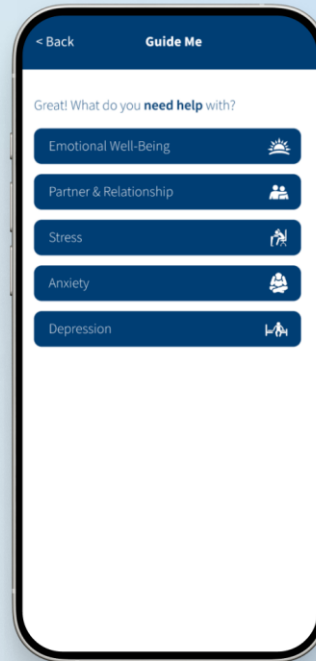 < Back Guide Me
Great! What do you need help with?
Emotional Well-Being
Partner & Relationship
Stress
Anxiety
Depression